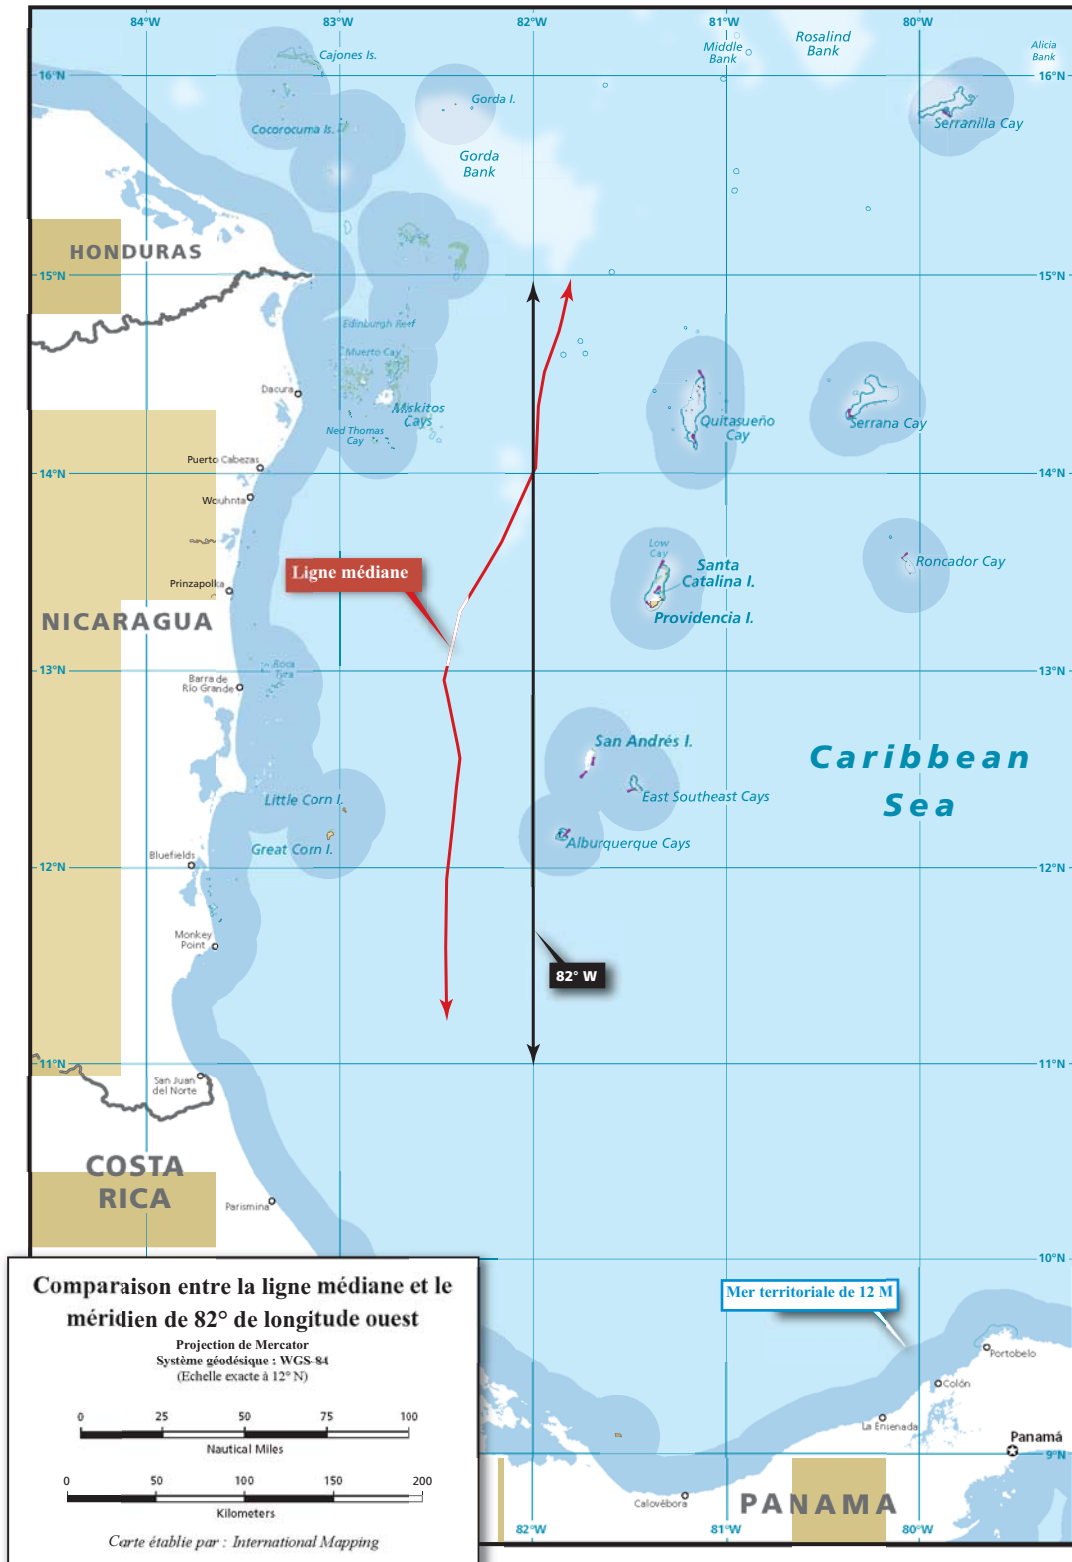 84°W
83°W
82°W
81°W
80°W
Cajones Is.
Middle
Bank
Rosalind
Bank
Alicia
Bank
16°N
16°N
Gorda I.
Cocorocuma Is.
Gorda
Bank
Serranilla Cay
HONDURAS
15°N
15°N
Edinburgh Reef
Muerto Cay
Dacura
Miskitos
Cays
Ned Thomas
Cay
Quitasueño
Cay
Serrana Cay
Puerto Cabezas
14°N
14°N
Wouhnta
Low
Cay
Roncador Cay
Ligne médiane
Santa
Catalina I.
Prinzapolka
Providencia I.
NICARAGUA
13°N
13°N
Roca
Tyra
Barra de
Río Grande
San Andrés I.
Caribbean
Sea
East Southeast Cays
Little Corn I.
Great Corn I.
Alburquerque Cays
Bluefields
12°N
12°N
Monkey
Point
82° W
11°N
11°N
San Juan
del Norte
COSTA
RICA
Parismina
10°N
Mer territoriale de 12 M
Portobelo
Colón
La Ensenada
Panamá
9°N
Calovébora
PANAMA
82°W
81°W
80°W
Comparaison entre la ligne médiane et le
méridien de 82° de longitude ouest
Projection de Mercator
Système géodésique : WGS-84
(Echelle exacte à 12° N)
0 25 50 75 100
Nautical Miles
0 50 100 150 200
Kilometers
Carte établie par : International Mapping